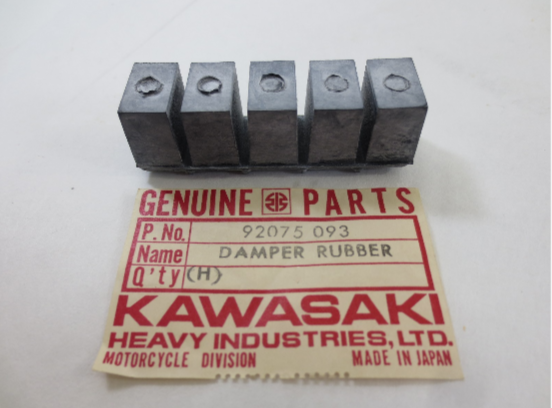 GENUINE PARTS
P. No. 92075 093
Name DAMPER RUBBER
Q'ty (H)
KAWASAKI
HEAVY INDUSTRIES, LTD.
MOTORCYCLE DIVISION MADE IN JAPAN